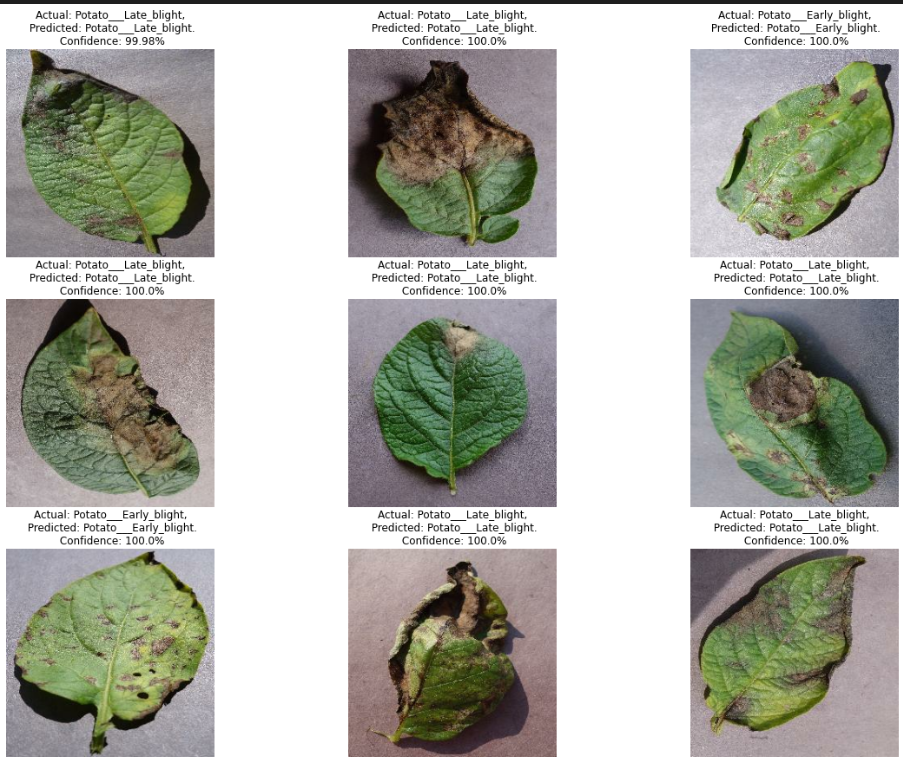 Actual: Potato___Late_blight,
Predicted: Potato___Late_blight.
Confidence: 99.98%
Actual: Potato___Late_blight,
Predicted: Potato___Late_blight.
Confidence: 100.0%
Actual: Potato___Early_blight,
Predicted: Potato___Early_blight.
Confidence: 100.0%
Actual: Potato___Late_blight,
Predicted: Potato___Late_blight.
Confidence: 100.0%
Actual: Potato___Late_blight,
Predicted: Potato___Late_blight.
Confidence: 100.0%
Actual: Potato___Late_blight,
Predicted: Potato___Late_blight.
Confidence: 100.0%
Actual: Potato___Early_blight,
Predicted: Potato___Early_blight.
Confidence: 100.0%
Actual: Potato___Late_blight,
Predicted: Potato___Late_blight.
Confidence: 100.0%
Actual: Potato___Late_blight,
Predicted: Potato___Late_blight.
Confidence: 100.0%